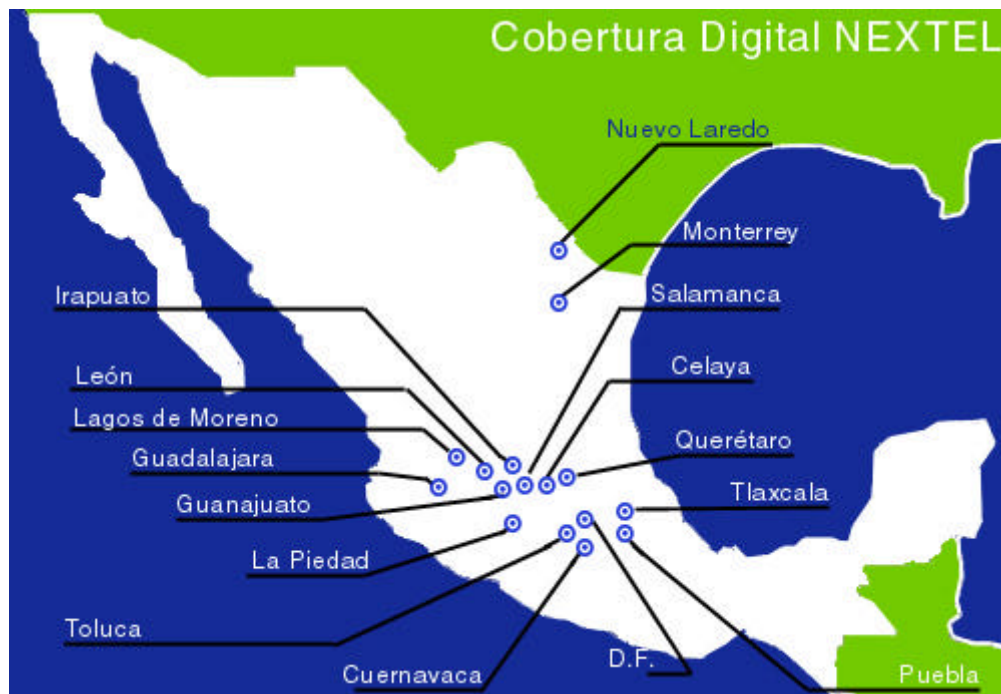 Cobertura Digital NEXTEL
Nuevo Laredo
Monterrey
Irapuato
Salamanca
León
Celaya
Lagos de Moreno
Querétaro
Guadalajara
Tlaxcala
Guanajuato
La Piedad
Toluca
D.F.
Cuernavaca
Puebla